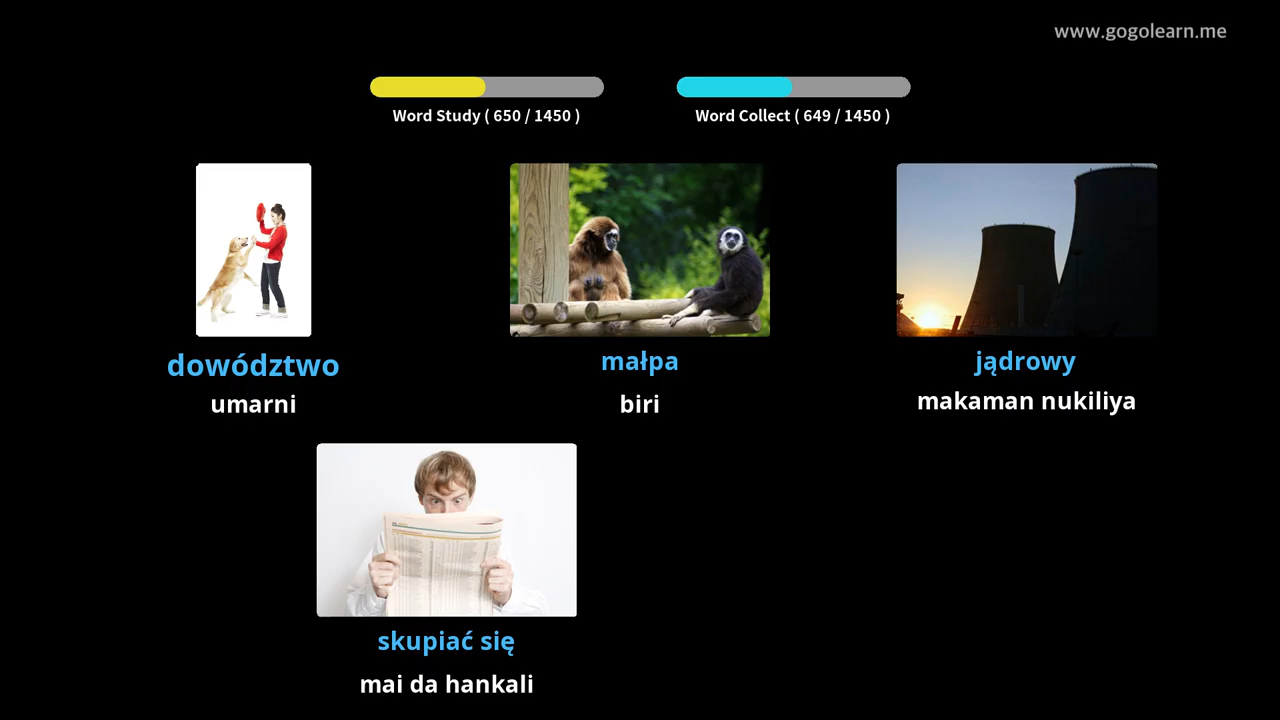 www.gogolearn.me
Word Study ( 650 / 1450 )
Word Collect ( 649 / 1450 )
dowództwo
umarni
małpa
biri
jądrowy
makaman nukiliya
skupiać się
mai da hankali